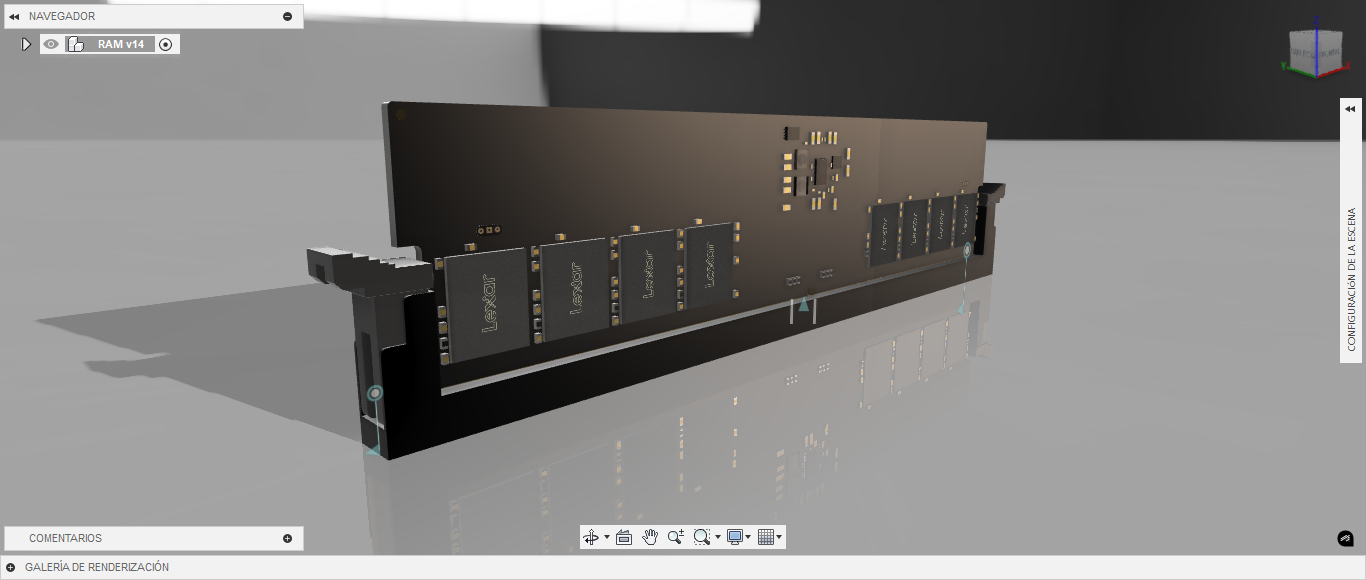 NAVEGADOR
RAM v14
CONFIGURACIÓN DE LA ESCENA
Lexar
Lexar
Lexar
Lexar
Lexar
Lexar
Lexar
Lexar
COMENTARIOS
GALERÍA DE RENDERIZACIÓN